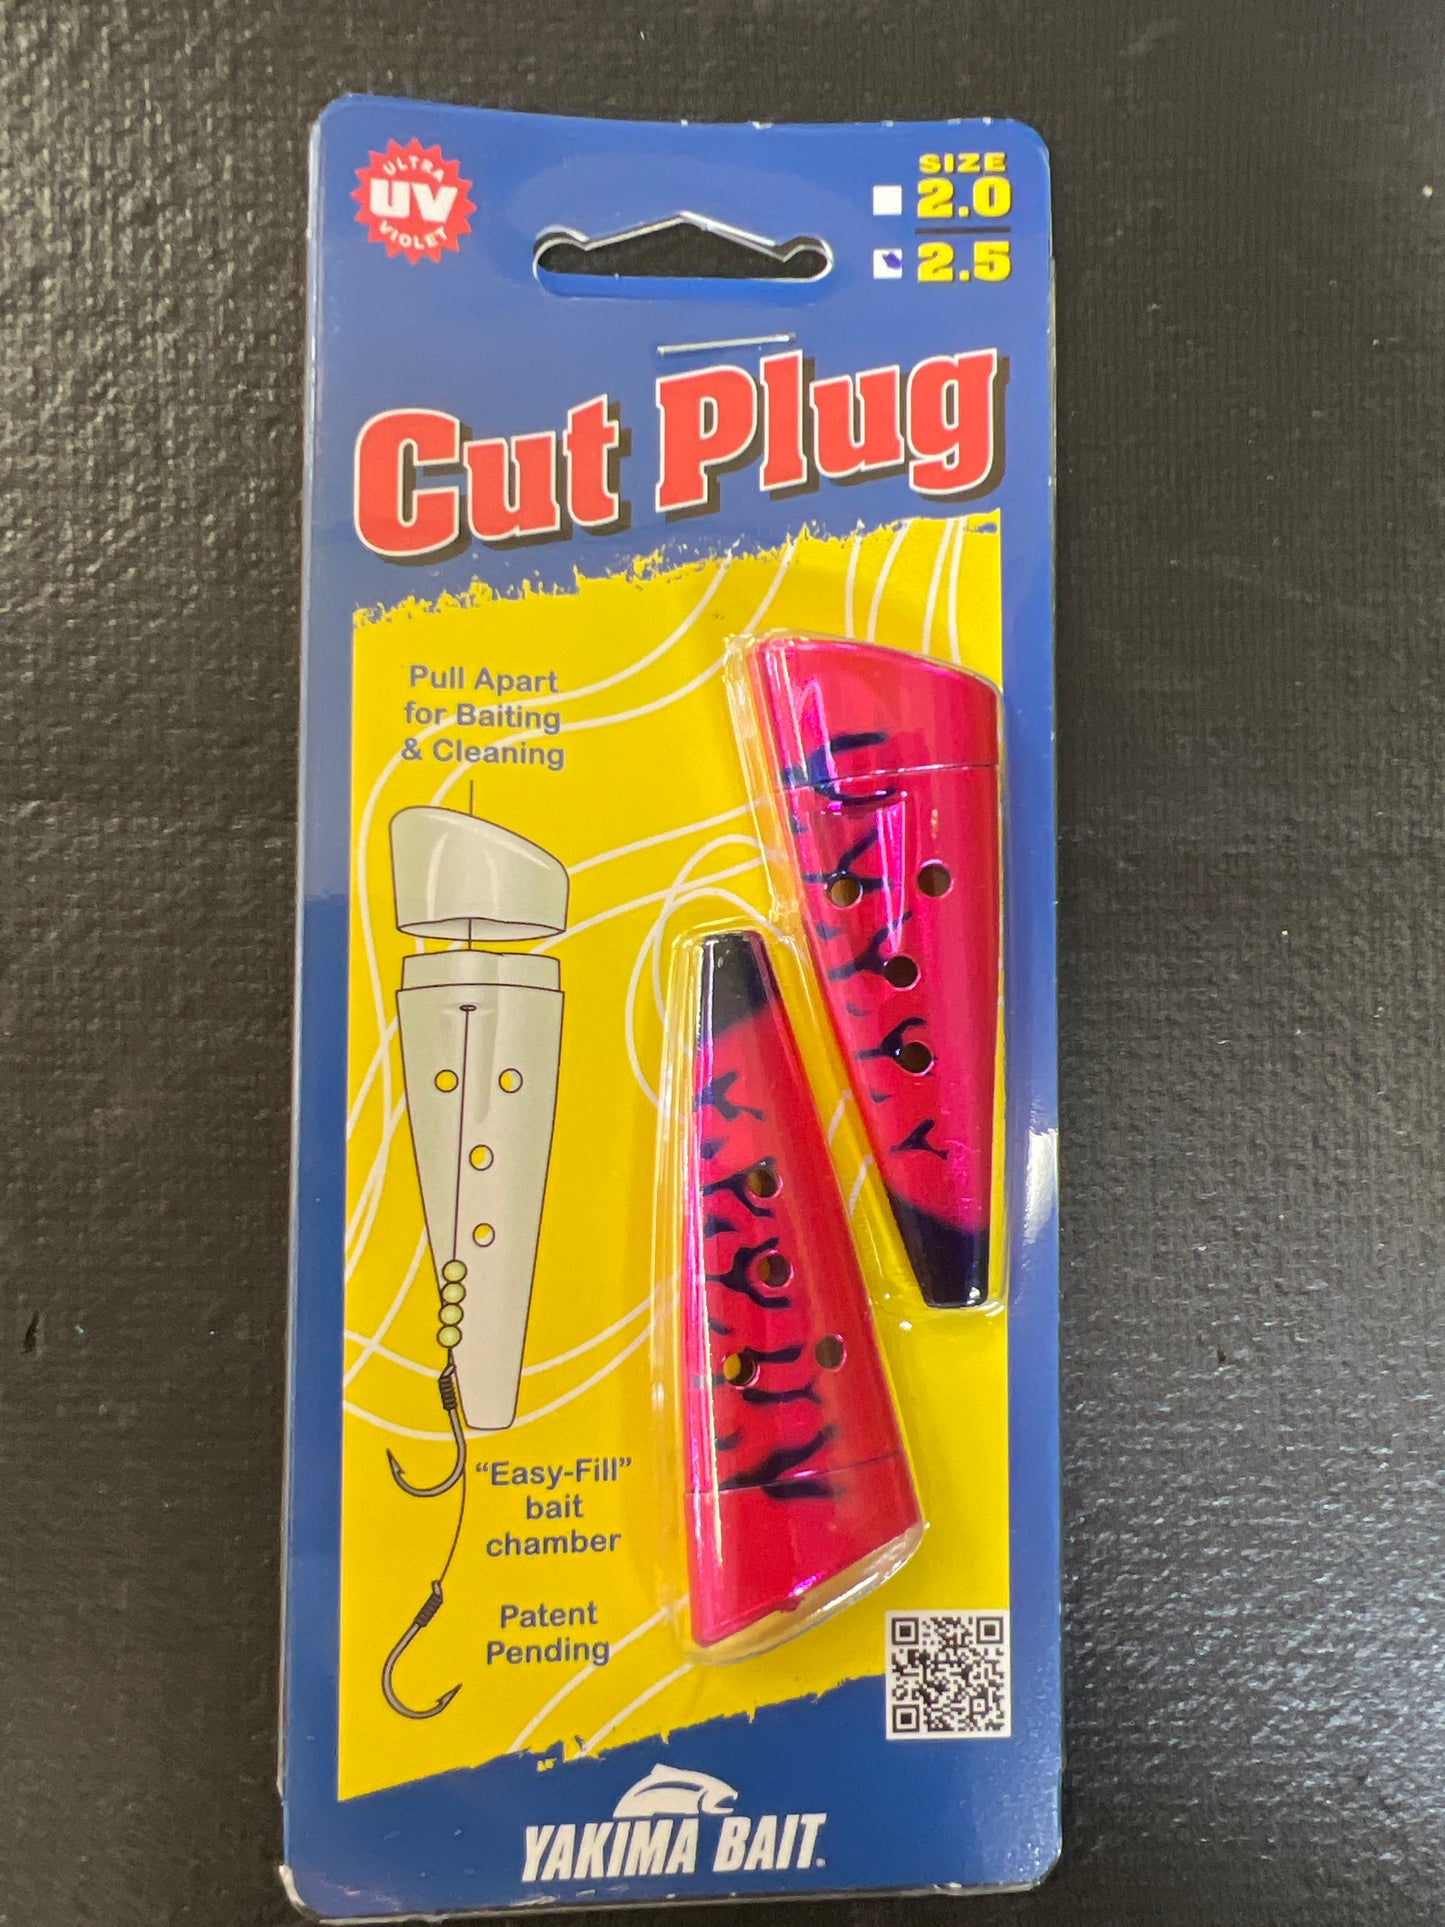 ULTRA
UV
VIOLET
SIZE
2.0
2.5
Cut Plug
Pull Apart
for Baiting
& Cleaning
“Easy-Fill”
bait
chamber
Patent
Pending
YAKIMA BAIT.